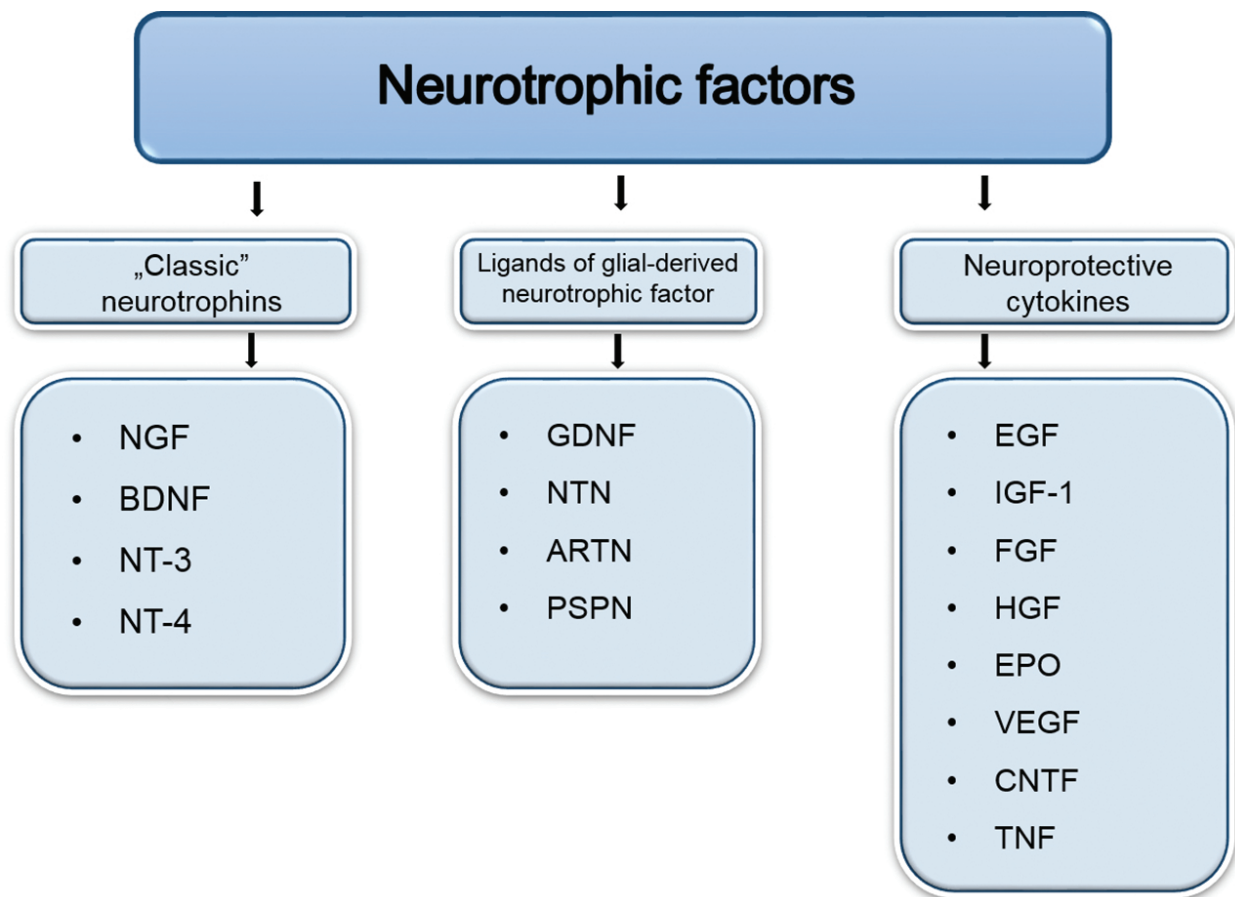 Neurotrophic factors
„Classic”
neurotrophins
Ligands of glial-derived
neurotrophic factor
Neuroprotective
cytokines
• NGF
• BDNF
• NT-3
• NT-4
• GDNF
• NTN
• ARTN
• PSPN
• EGF
• IGF-1
• FGF
• HGF
• EPO
• VEGF
• CNTF
• TNF